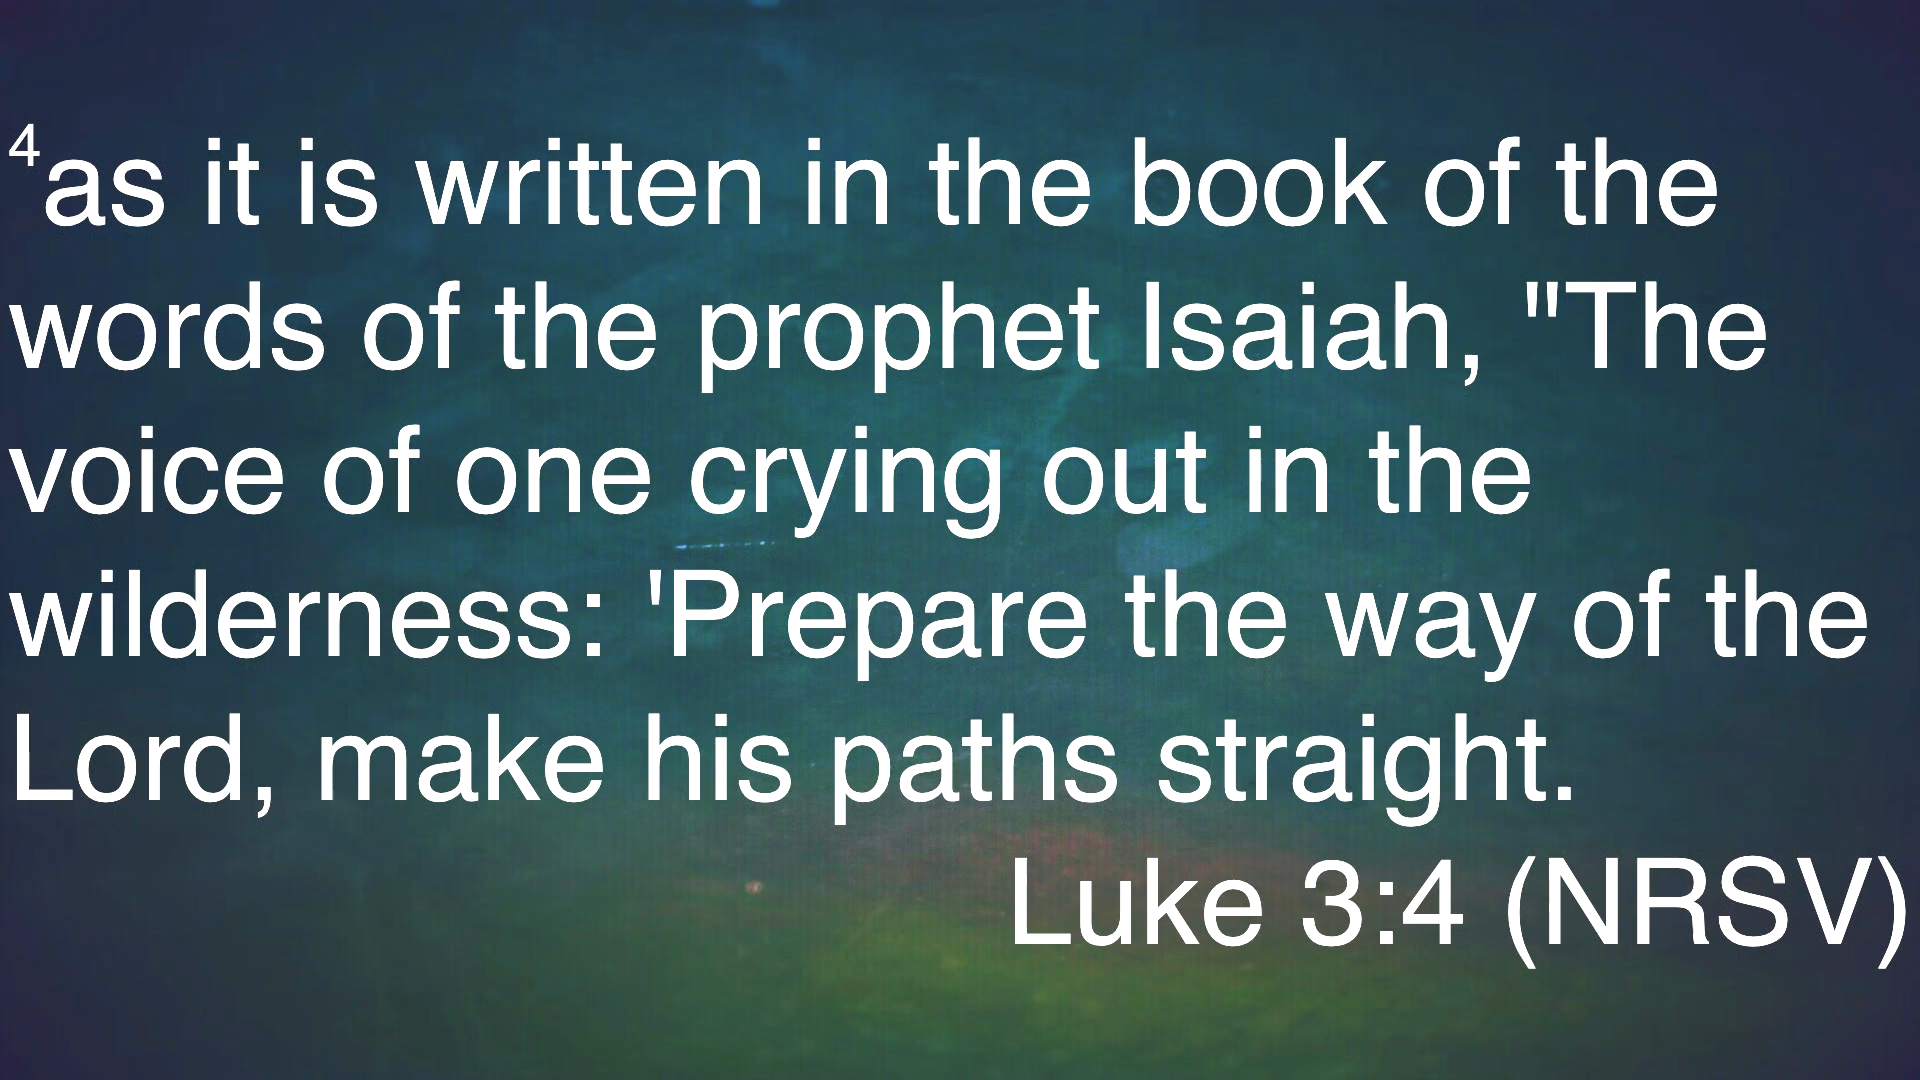 4as it is written in the book of the
words of the prophet Isaiah, "The
voice of one crying out in the
wilderness: 'Prepare the way of the
Lord, make his paths straight.
Luke 3:4 (NRSV)